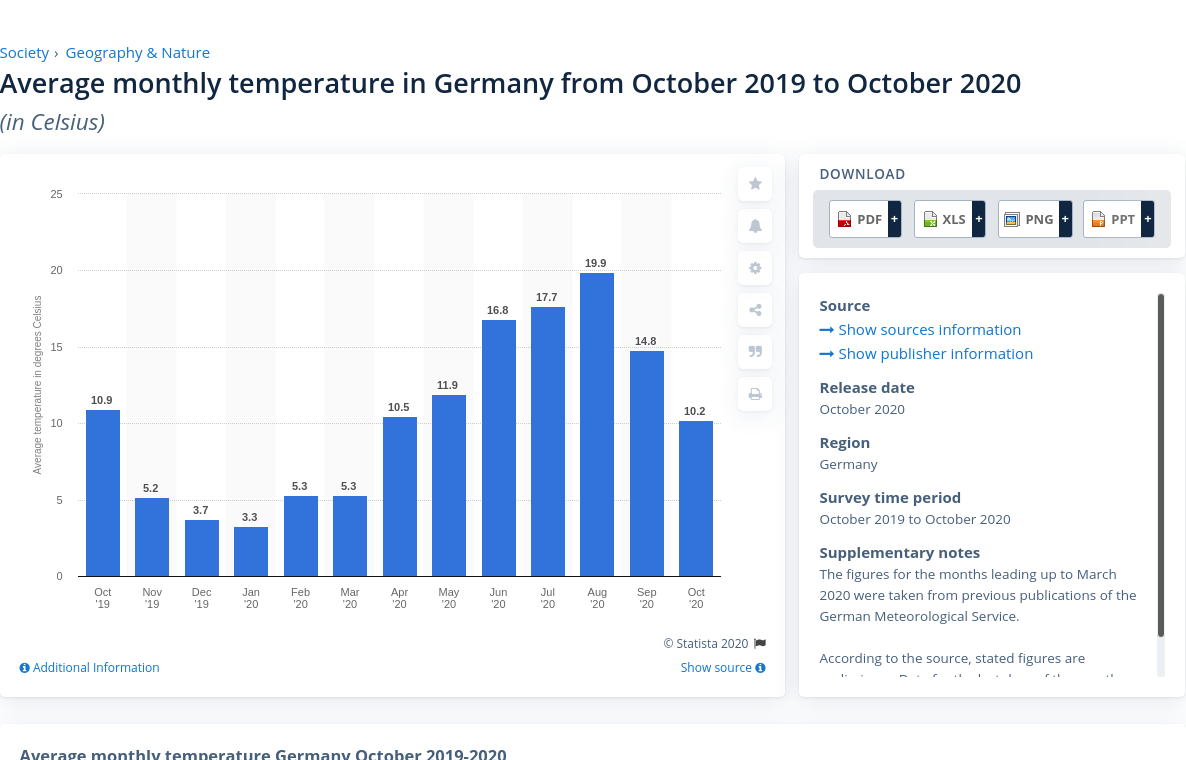 Society › Geography & Nature
Average monthly temperature in Germany from October 2019 to October 2020
(in Celsius)
Average temperature in degrees Celsius
25
20
15
10
5
0
10.9
5.2
3.7
3.3
5.3
5.3
10.5
11.9
16.8
17.7
19.9
14.8
10.2
Oct '19
Nov '19
Dec '19
Jan '20
Feb '20
Mar '20
Apr '20
May '20
Jun '20
Jul '20
Aug '20
Sep '20
Oct '20
© Statista 2020
Additional Information
Show source
DOWNLOAD
PDF + XLS + PNG + PPT +
Source
Show sources information
Show publisher information
Release date
October 2020
Region
Germany
Survey time period
October 2019 to October 2020
Supplementary notes
The figures for the months leading up to March
2020 were taken from previous publications of the
German Meteorological Service.
According to the source, stated figures are
Average monthly temperature Germany October 2019-2020